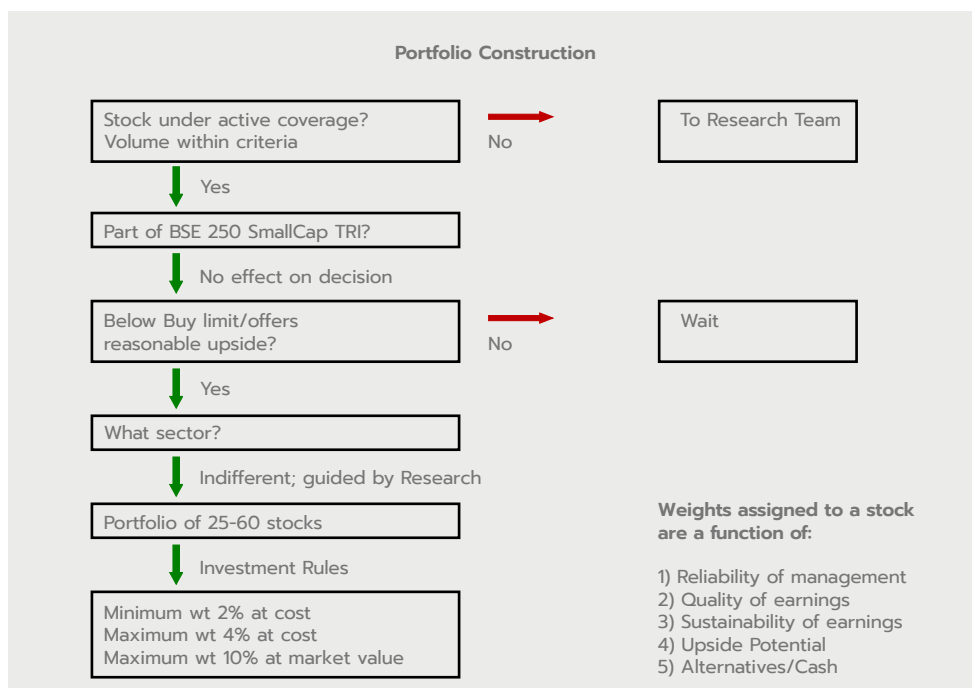 Portfolio Construction
Stock under active coverage?
Volume within criteria
No
To Research Team
Yes
Part of BSE 250 SmallCap TRI?
No effect on decision
Below Buy limit/offers
reasonable upside?
No
Wait
Yes
What sector?
Indifferent; guided by Research
Portfolio of 25-60 stocks
Investment Rules
Minimum wt 2% at cost
Maximum wt 4% at cost
Maximum wt 10% at market value
Weights assigned to a stock
are a function of:
1) Reliability of management
2) Quality of earnings
3) Sustainability of earnings
4) Upside Potential
5) Alternatives/Cash